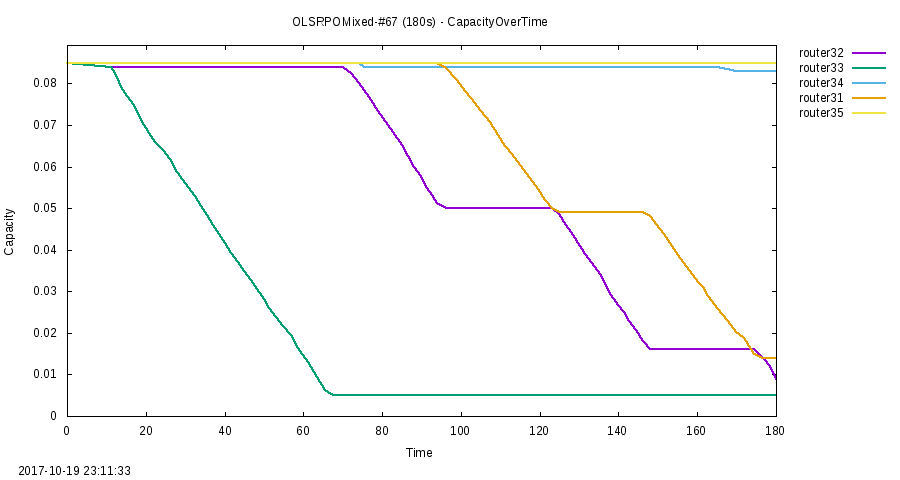 OLSRPOMixed-#67 (180s) - CapacityOverTime
router32
router33
router34
router31
router35
Capacity
0.08
0.07
0.06
0.05
0.04
0.03
0.02
0.01
0
0 20 40 60 80 100 120 140 160 180
Time
2017-10-19 23:11:33